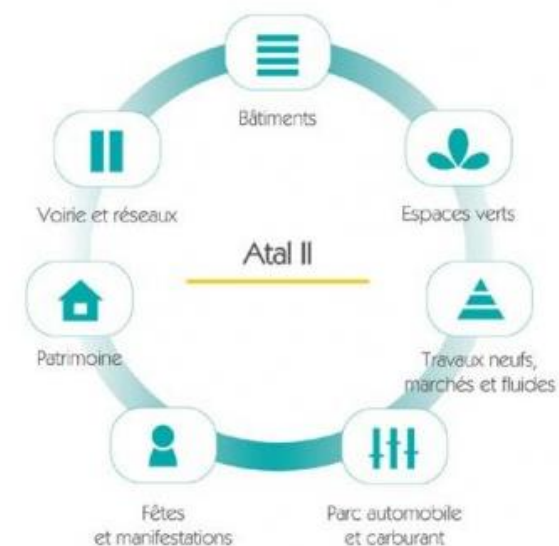 Bâtiments
Voirie et réseaux
Espaces verts
Atal II
Patrimoine
Travaux neufs,
marchés et fluides
Fêtes
et manifestations
Parc automobile
et carburant